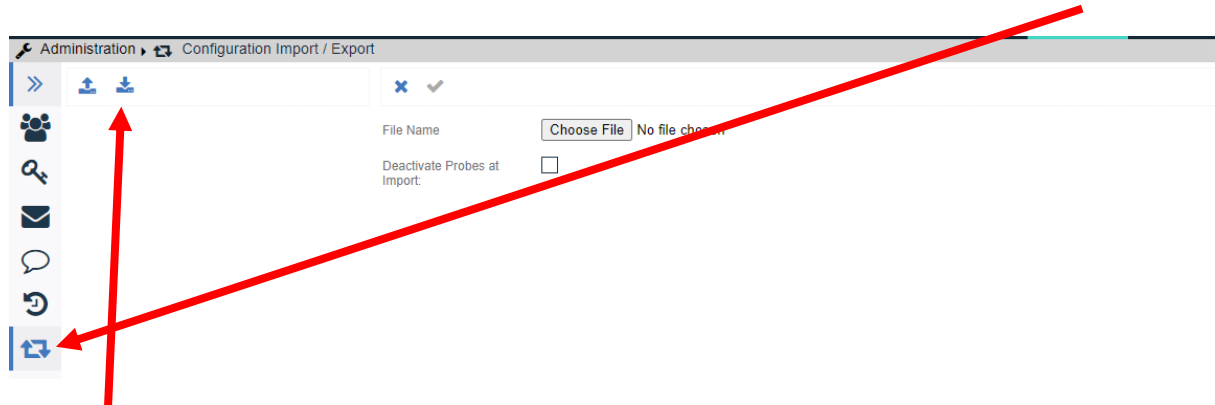 Administration Configuration Import / Export
File Name Choose File No file chosen
Deactivate Probes at
Import: